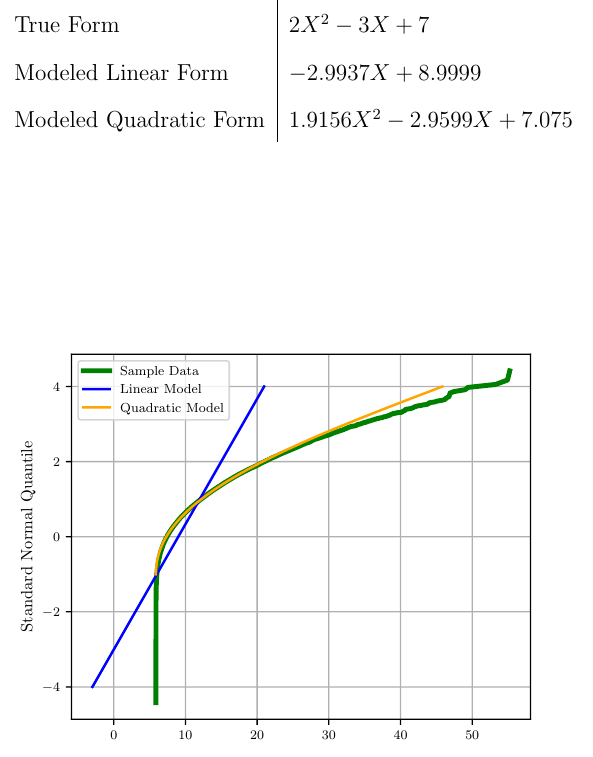 True Form 2X² − 3X + 7
Modeled Linear Form −2.9937X + 8.9999
Modeled Quadratic Form 1.9156X² − 2.9599X + 7.075
Sample Data
Linear Model
Quadratic Model
Standard Normal Quantile
4
2
0
−2
−4
0 10 20 30 40 50